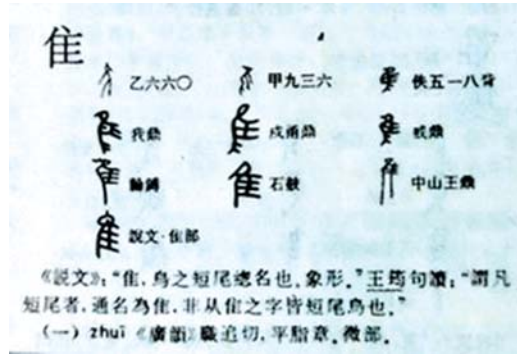 隹
乙六六〇 甲九三六 佚五一八背
我鼎 戍甬鼎 戒鼎
輪鎛 石鼓 中山王鼎
說文·隹部
《説文》:“隹,鳥之短尾總名也。象形。”王筠句讀:“謂凡
短尾者,通名為隹,非从隹之字皆短尾鳥也。”
(一) zhuī 《廣韻》職追切,平脂章。微部。